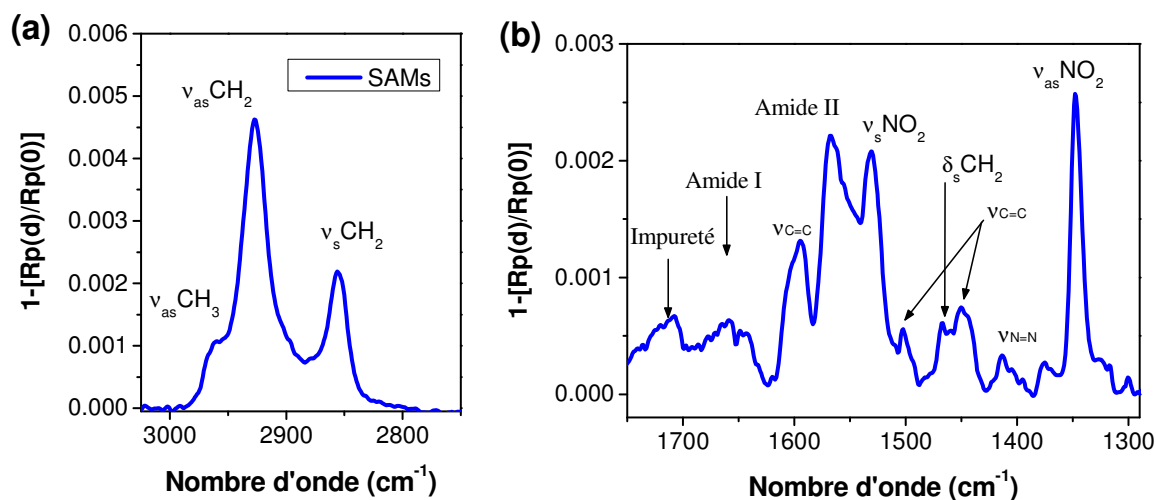 (a)
0.006
0.005
0.004
0.003
0.002
0.001
0.000
1-[Rp(d)/Rp(0)]
SAMs
νasCH2
νsCH2
νasCH3
3000 2900 2800
Nombre d'onde (cm-1)
(b)
0.003
0.002
0.001
0.000
1-[Rp(d)/Rp(0)]
νasNO2
Amide II
νsNO2
δsCH2
Amide I
νC=C
Impureté
νC=C
νN=N
1700 1600 1500 1400 1300
Nombre d'onde (cm-1)